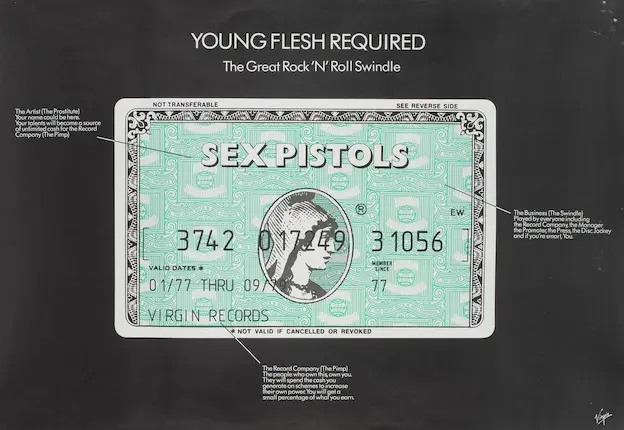 YOUNG FLESH REQUIRED
The Great Rock 'N' Roll Swindle
The Artist (The Prostitute)
Your name could be here.
Your talents will become a source
of unlimited cash for the Record
Company (The Pimp)
NOT TRANSFERABLE
SEE REVERSE SIDE
SEX PISTOLS
®
EW
3742 017249 31056
VALID DATES *
MEMBER
SINCE
01/77 THRU 09/79
77
VIRGIN RECORDS
* NOT VALID IF CANCELLED OR REVOKED
The Business (The Swindle)
Played by everyone including
the Record Company, the Manager
the Promoter, the Press, the Disc Jockey
and if you're smart, You.
The Record Company (The Pimp)
The people who own this, own you.
They will spend the cash you
generate on schemes to increase
their own power. You will get a
small percentage of what you earn.
Virgin